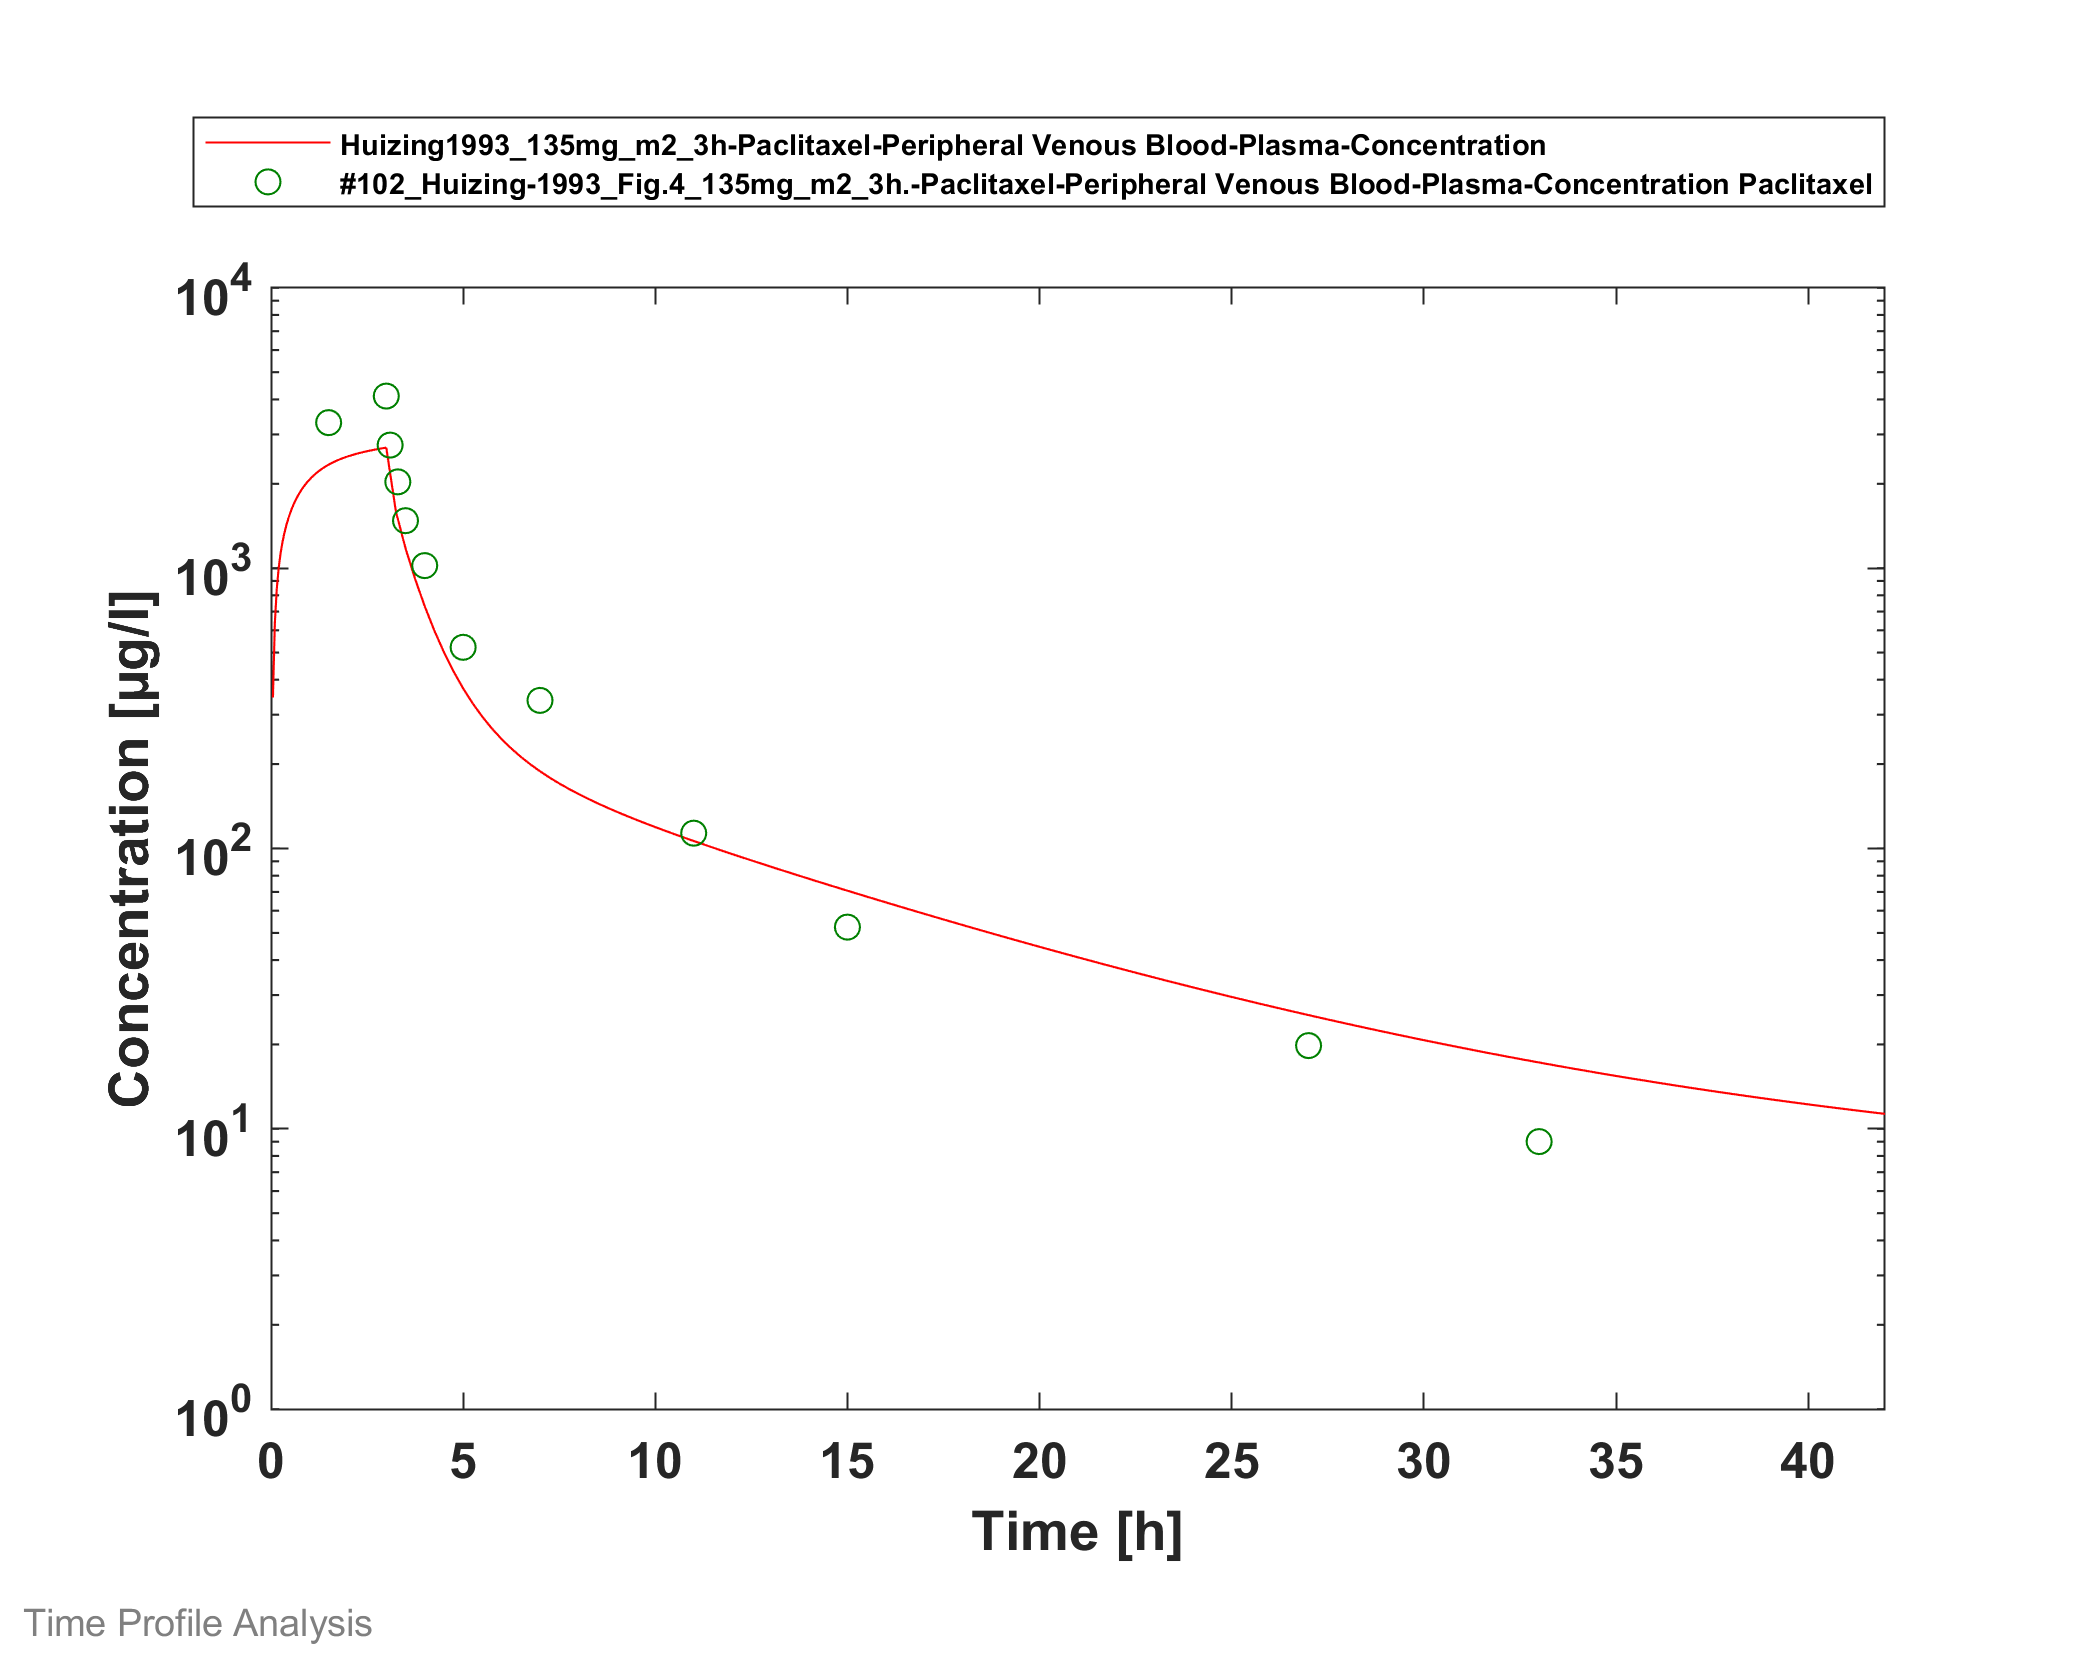 Huizing1993_135mg_m2_3h-Paclitaxel-Peripheral Venous Blood-Plasma-Concentration
#102_Huizing-1993_Fig.4_135mg_m2_3h.-Paclitaxel-Peripheral Venous Blood-Plasma-Concentration Paclitaxel
10^4
10^3
10^2
10^1
10^0
Concentration [µg/l]
0 5 10 15 20 25 30 35 40
Time [h]
Time Profile Analysis